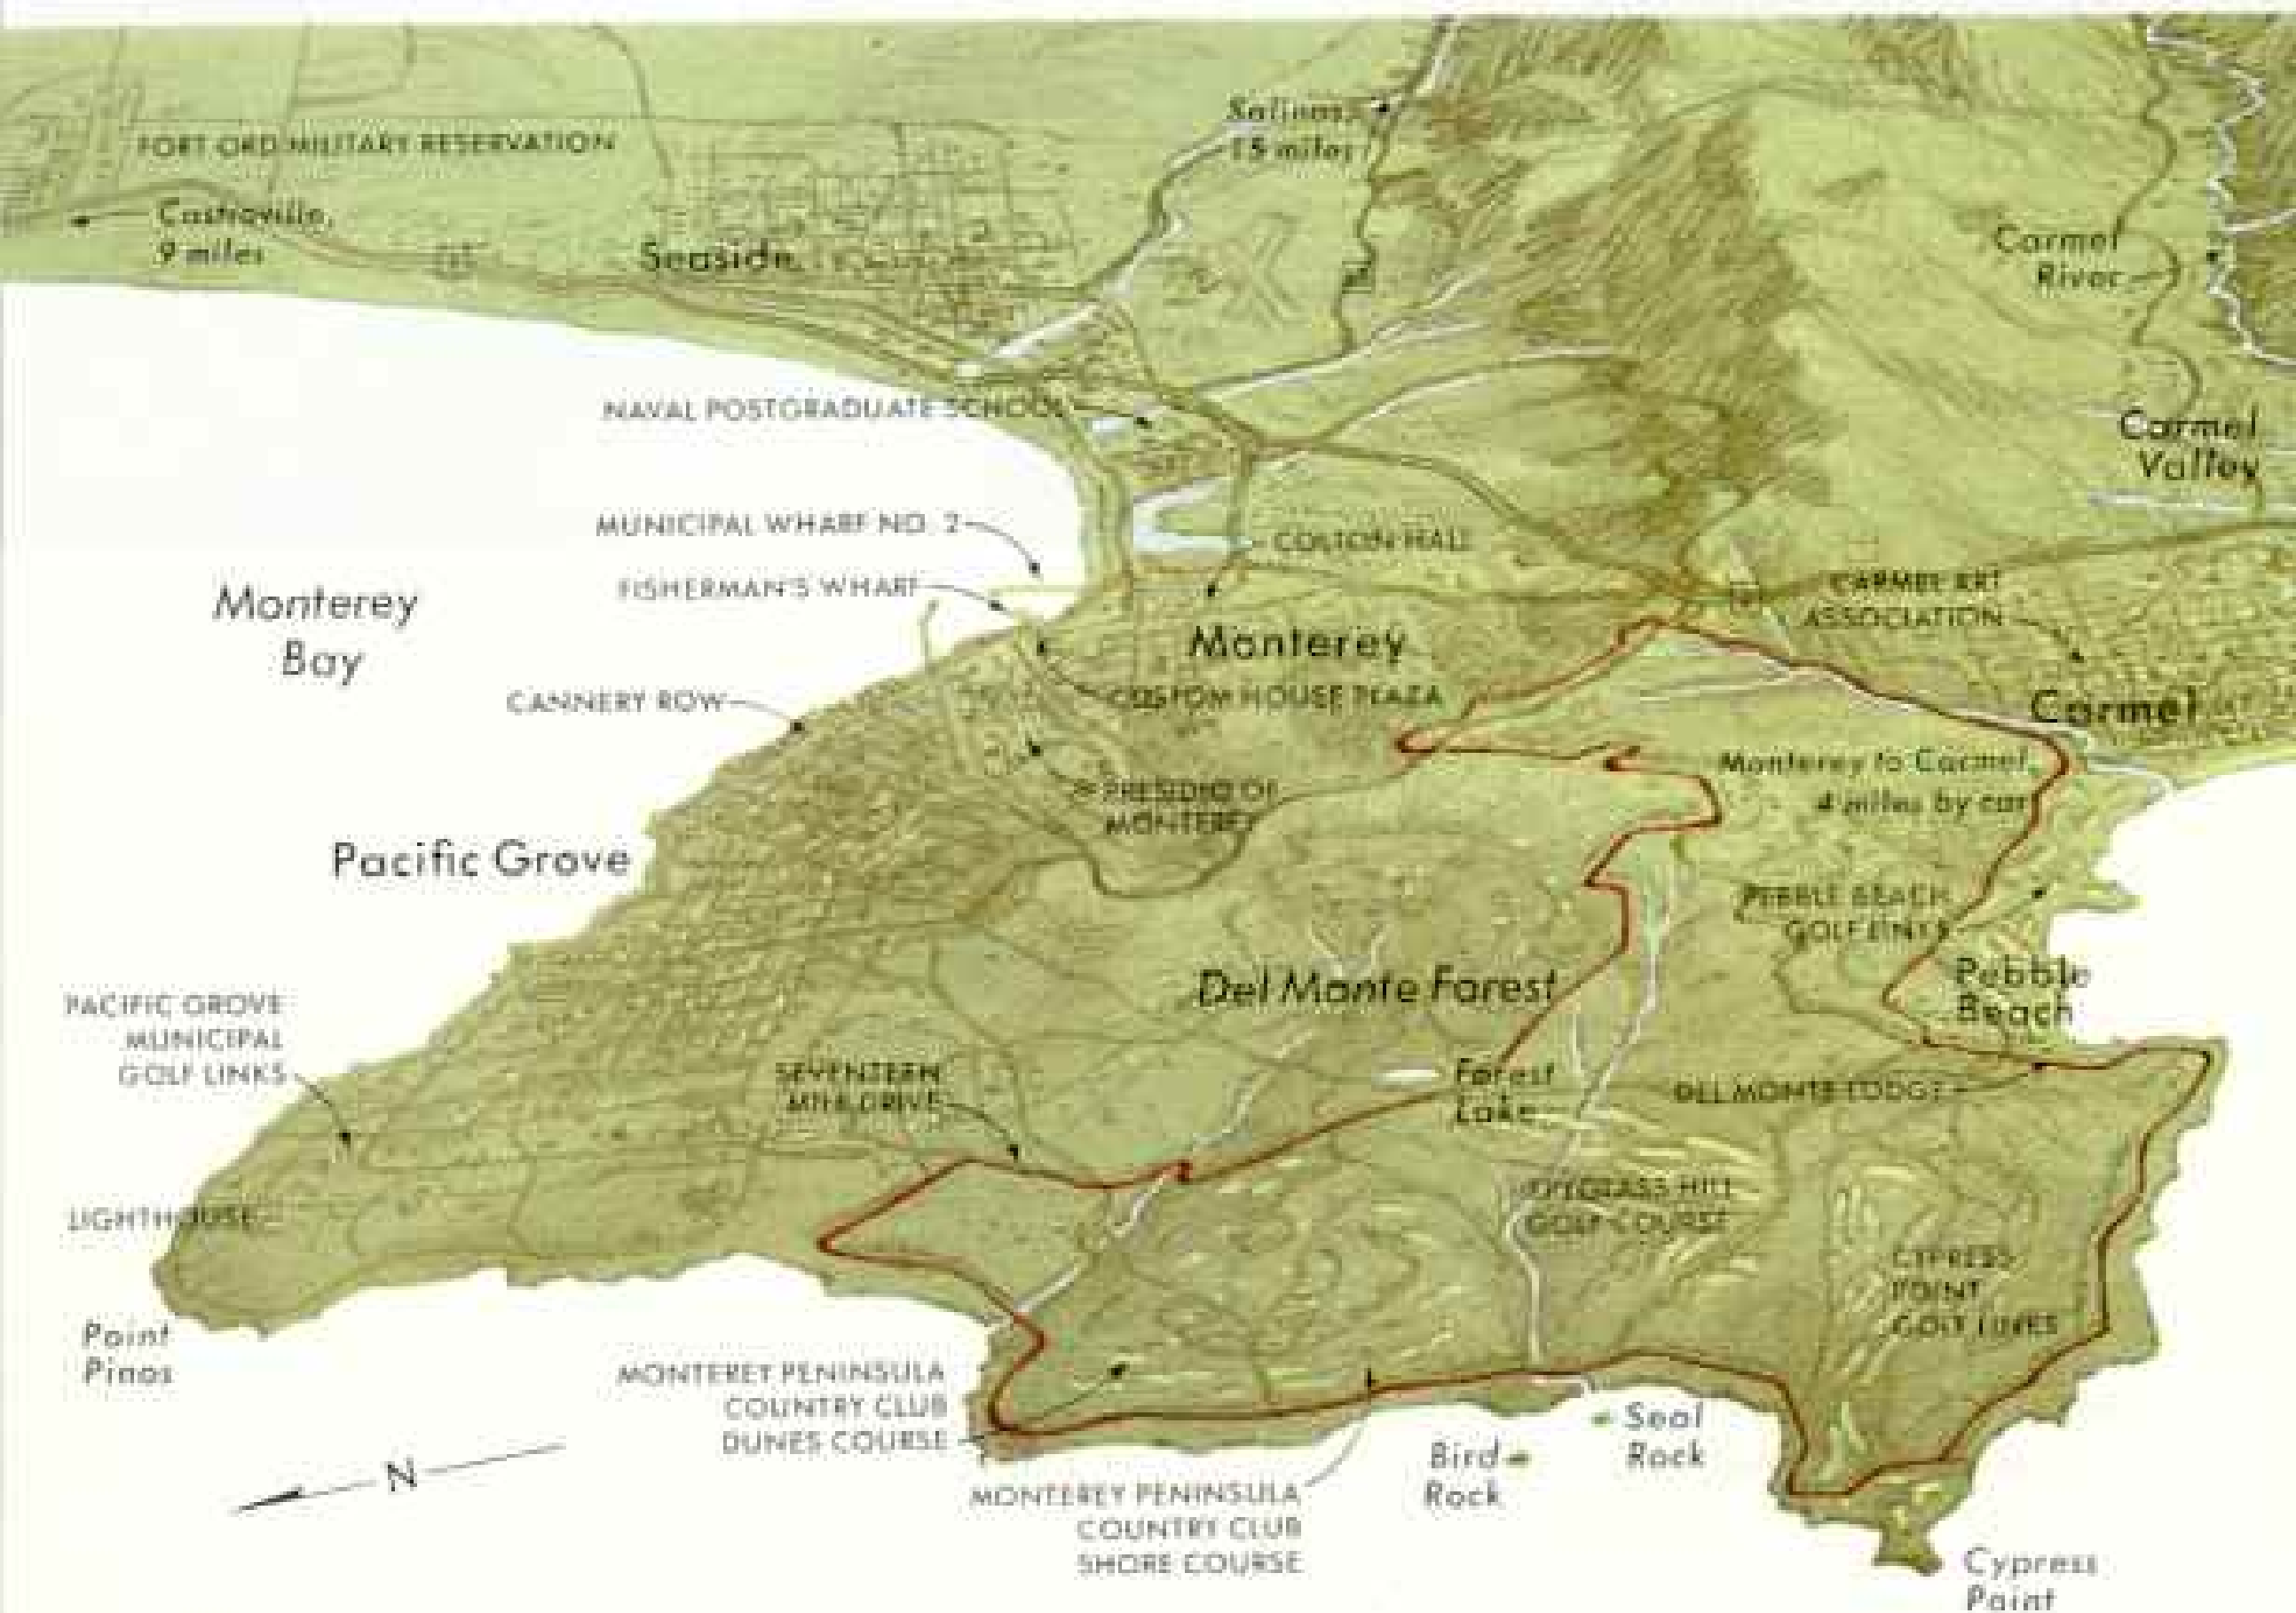 FORT ORD MILITARY RESERVATION
Castroville,
9 miles
Seaside
Salinas,
15 miles
Carmel
River
Carmel
Valley
NAVAL POSTGRADUATE SCHOOL
MUNICIPAL WHARF NO. 2
FISHERMAN'S WHARF
COLTON HALL
CARMEL ART
ASSOCIATION
Monterey
Bay
Monterey
CANNERY ROW
CUSTOM HOUSE PLAZA
Carmel
Monterey to Carmel,
4 miles by car
PRESIDIO OF
MONTEREY
Pacific Grove
PEBBLE BEACH
GOLF LINKS
Pebble
Beach
Del Monte Forest
PACIFIC GROVE
MUNICIPAL
GOLF LINKS
SEVENTEEN
MILE DRIVE
Forest
Lake
DEL MONTE LODGE
LIGHTHOUSE
HILL
GOLF COURSE
CYPRESS
POINT
GOLF LINKS
Point
Pinos
MONTEREY PENINSULA
COUNTRY CLUB
DUNES COURSE
Seal
Rock
Bird
Rock
N
MONTEREY PENINSULA
COUNTRY CLUB
SHORE COURSE
Cypress
Point